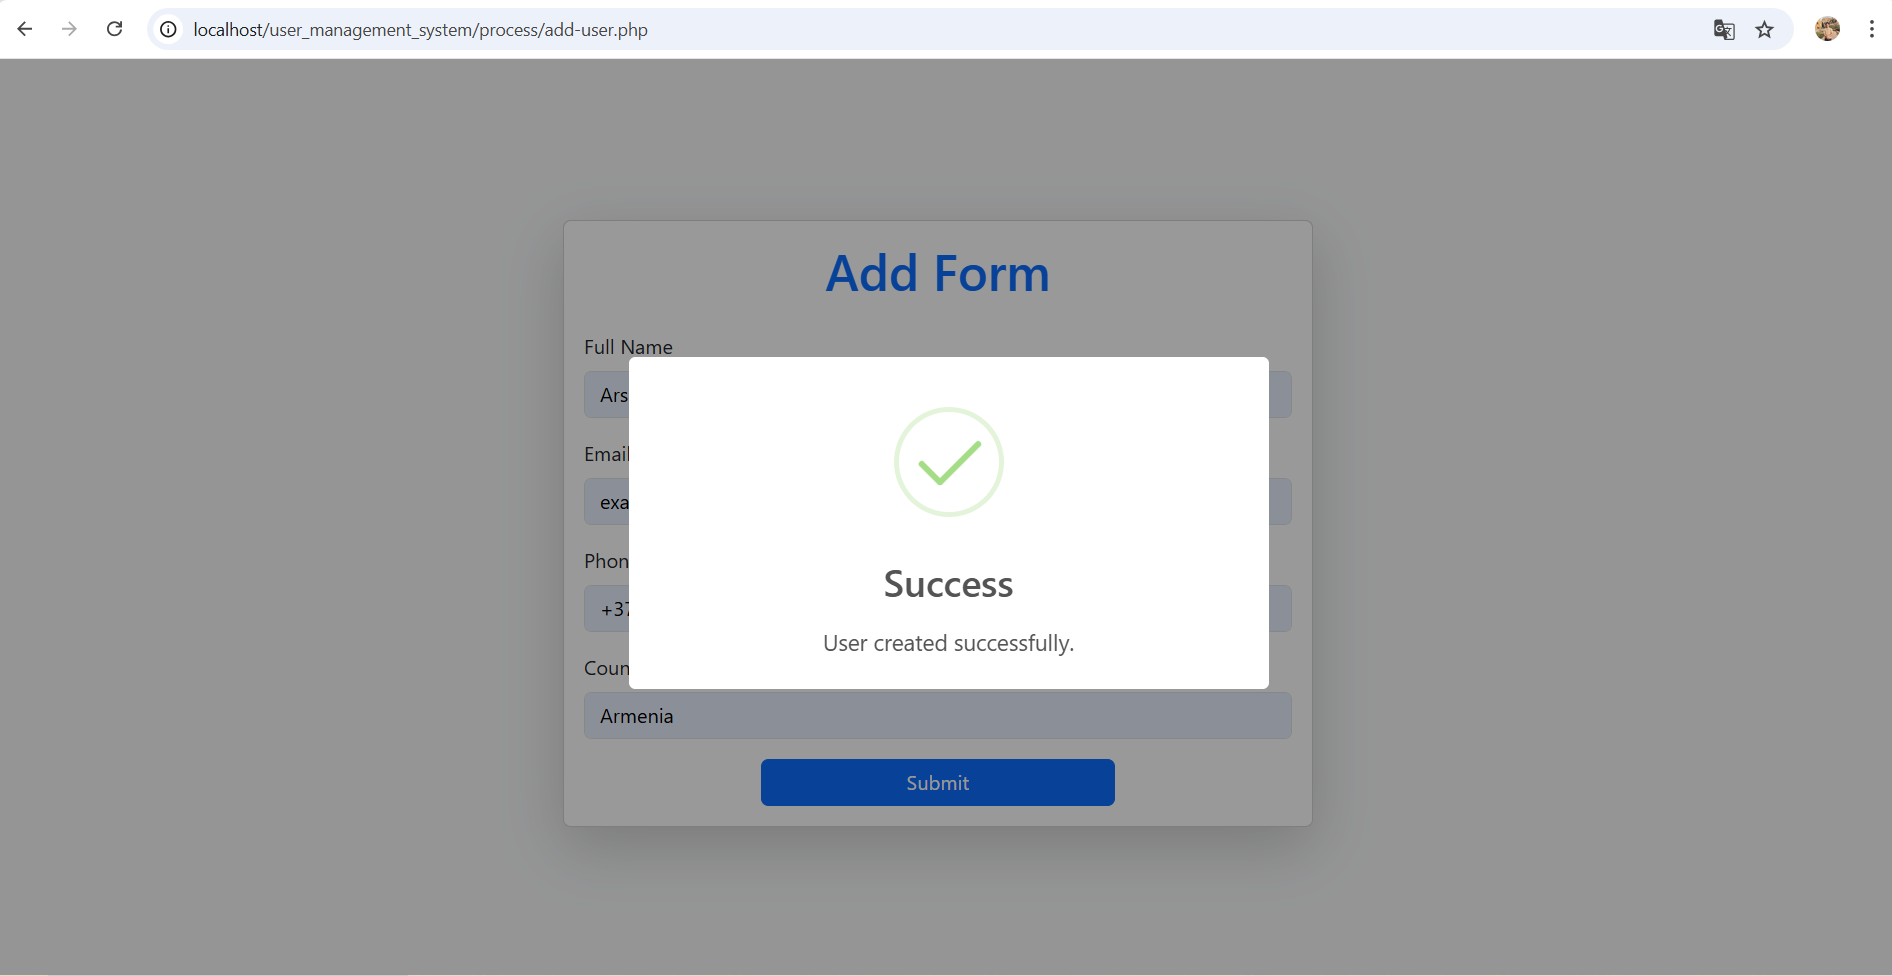 localhost/user_management_system/process/add-user.php
Add Form
Full Name
Ars
Email
exa
Phon
+37
Coun
Success
User created successfully.
Armenia
Submit